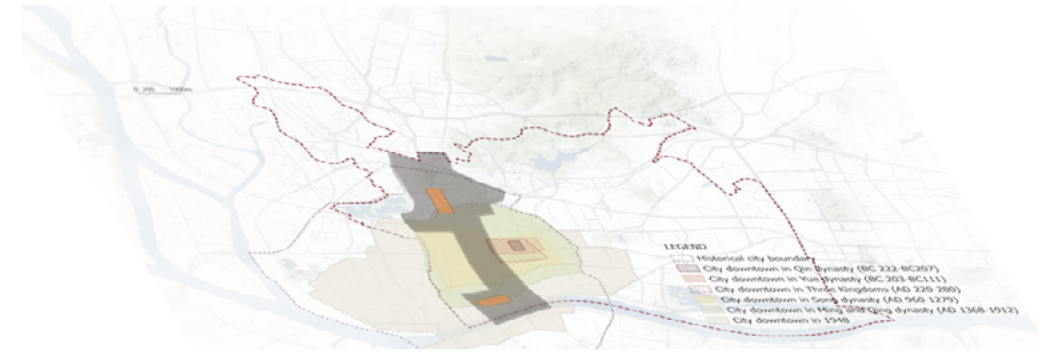 0 200 1000m
LEGEND
Historical city boundary
City downtown in Qin dynasty (BC 222-BC207)
City downtown in Yue dynasty (BC 203-BC111)
City downtown in Three Kingdoms (AD 220-280)
City downtown in Song dynasty (AD 960-1279)
City downtown in Ming and Qing dynasty (AD 1368-1912)
City downtown in 1948